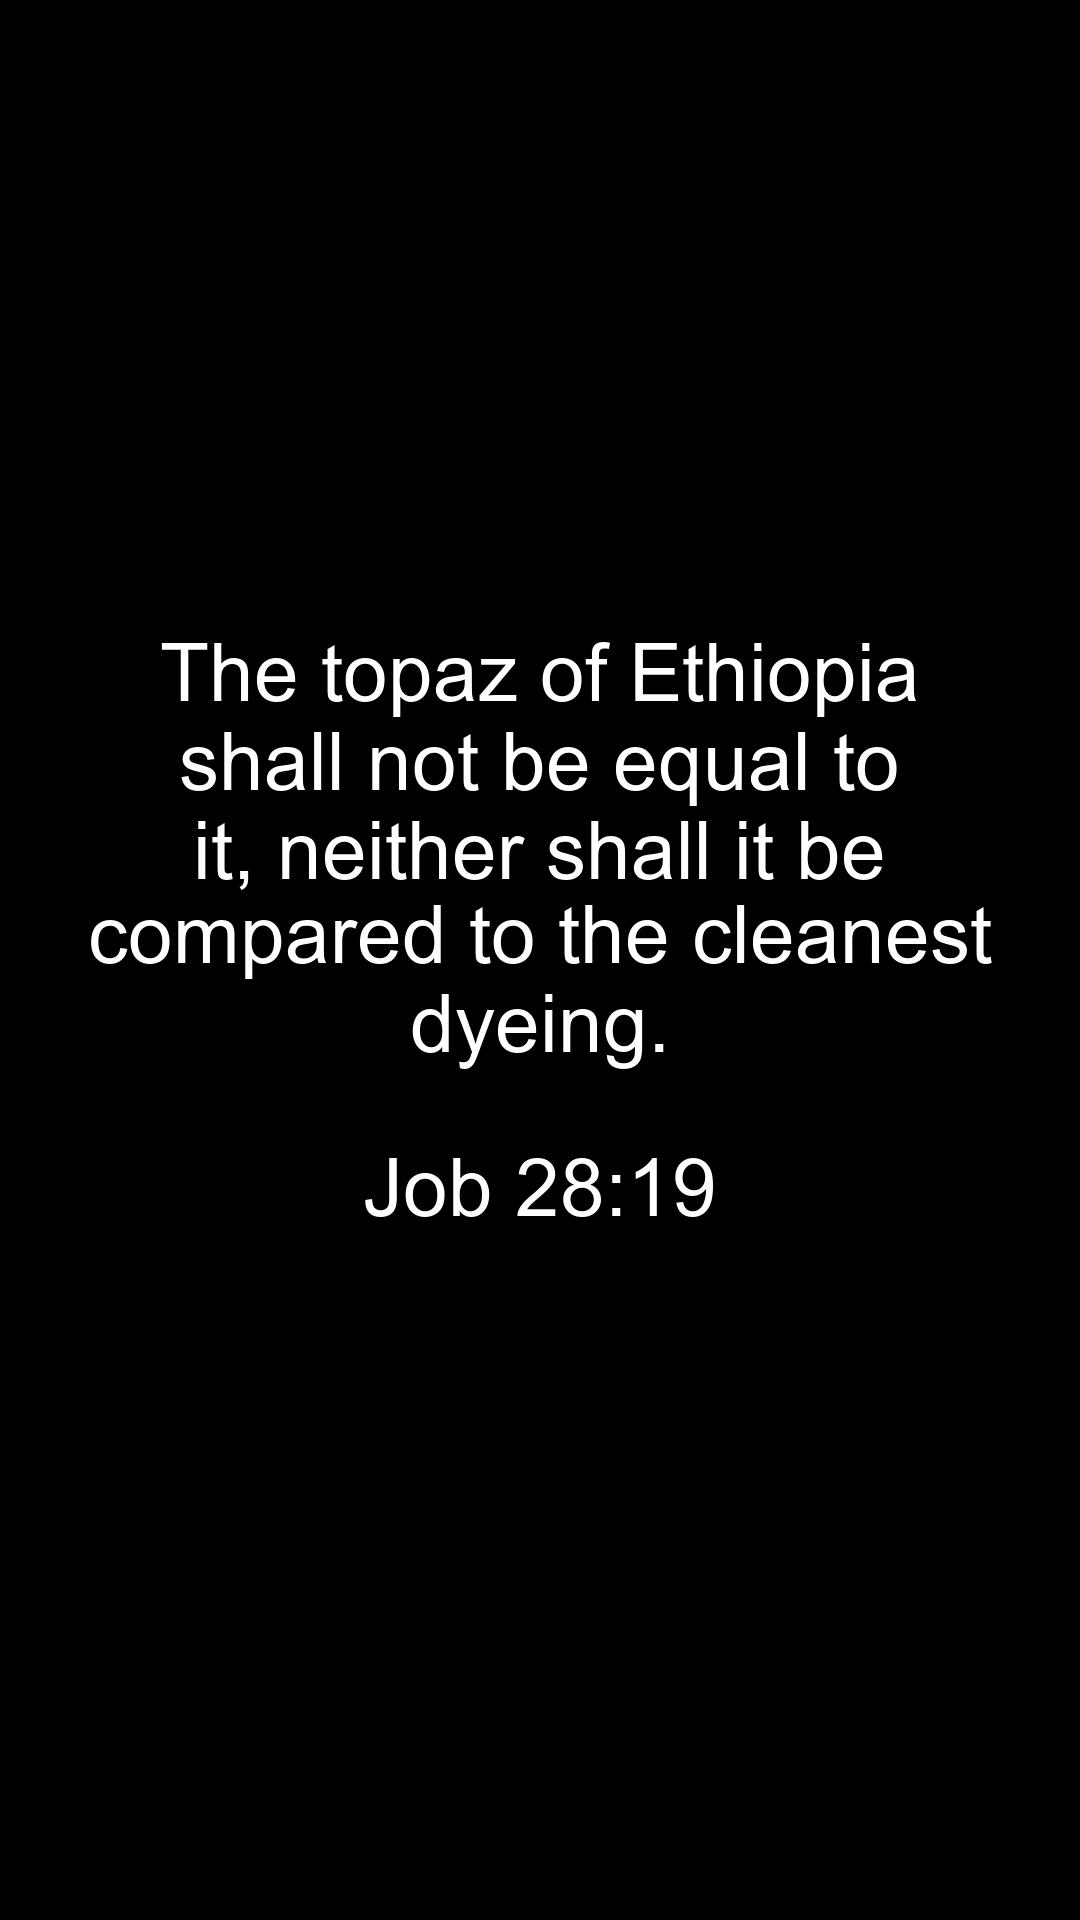 The topaz of Ethiopia
shall not be equal to
it, neither shall it be
compared to the cleanest
dyeing.
Job 28:19